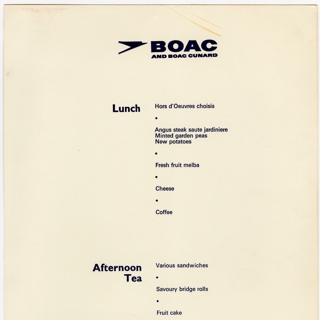 BOAC
AND BOAC CUNARD
Lunch
Hors d'Oeuvres choisis
Angus steak saute jardiniere
Minted garden peas
New potatoes
Fresh fruit melba
Cheese
Coffee
Afternoon
Tea
Various sandwiches
Savoury bridge rolls
Fruit cake